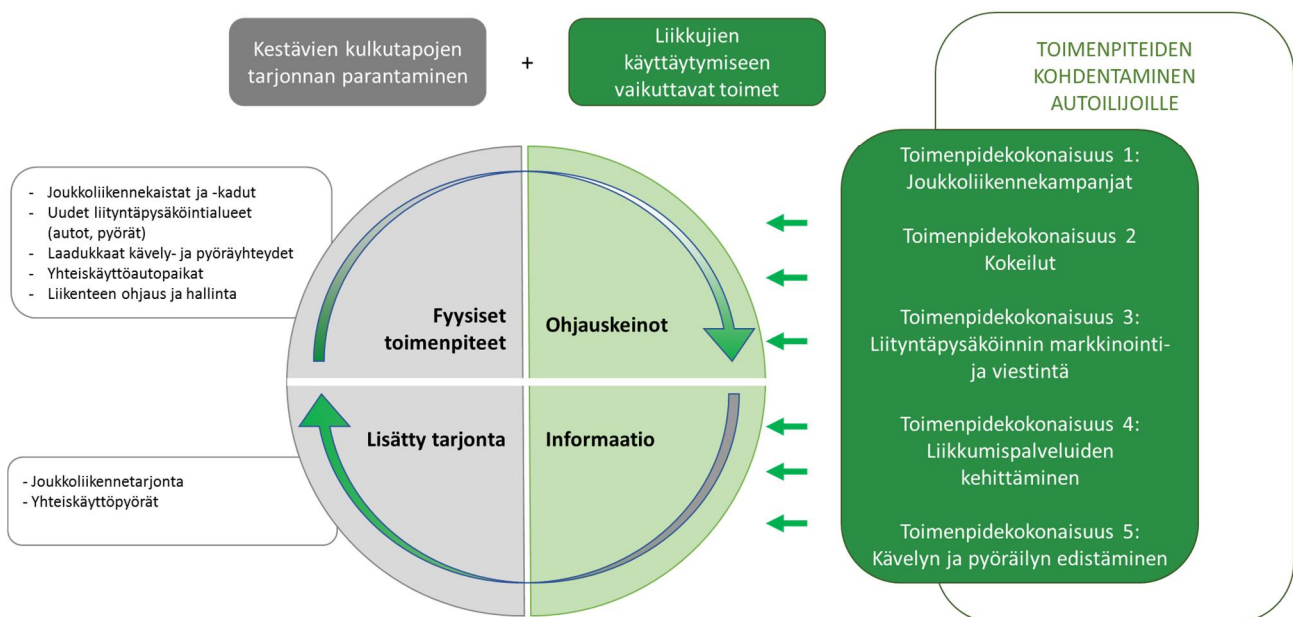 Kestävien kulkutapojen
tarjonnan parantaminen
+
Liikkujien
käyttäytymiseen
vaikuttavat toimet
TOIMENPITEIDEN
KOHDENTAMINEN
AUTOILIJOILLE
- Joukkoliikennekaistat ja -kadut
- Uudet liityntäpysäköintialueet
(autot, pyörät)
- Laadukkaat kävely- ja pyöräyhteydet
- Yhteiskäyttöautopaikat
- Liikenteen ohjaus ja hallinta
Fyysiset
toimenpiteet
Ohjauskeinot
Lisätty tarjonta
Informaatio
- Joukkoliikennetarjonta
- Yhteiskäyttöpyörät
Toimenpidekokonaisuus 1:
Joukkoliikennekampanjat
Toimenpidekokonaisuus 2
Kokeilut
Toimenpidekokonaisuus 3:
Liityntäpysäköinnin markkinointi-
ja viestintä
Toimenpidekokonaisuus 4:
Liikkumispalveluiden
kehittäminen
Toimenpidekokonaisuus 5:
Kävelyn ja pyöräilyn edistäminen